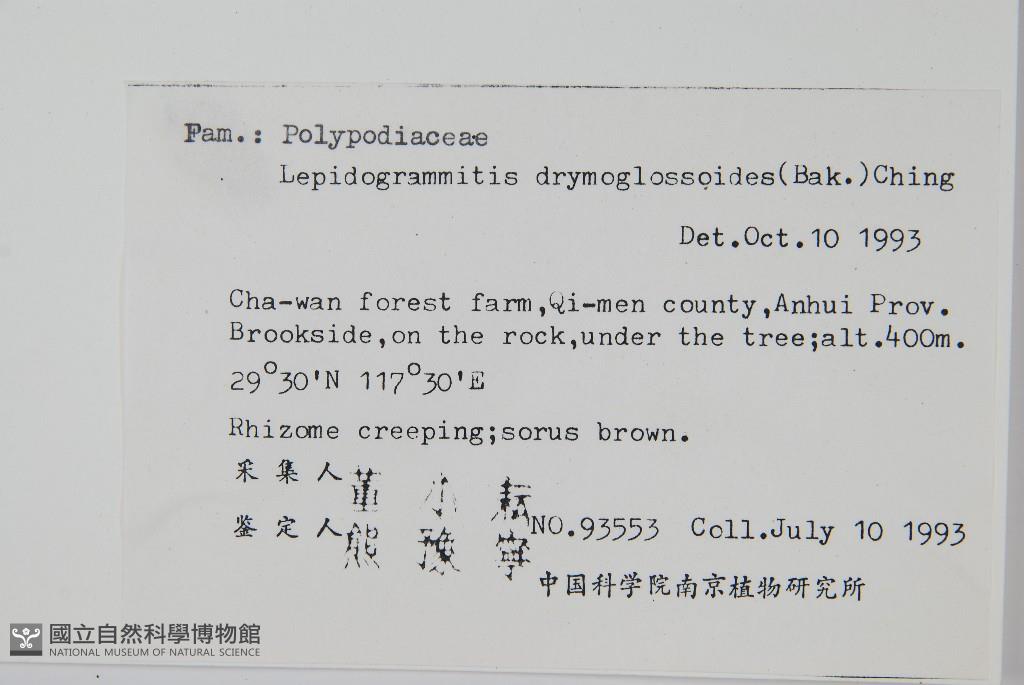 Fam.: Polypodiaceae
Lepidogrammitis drymoglossoides(Bak.)Ching
Det.Oct.10 1993
Cha-wan forest farm,Qi-men county,Anhui Prov.
Brookside,on the rock,under the tree;alt.400m.
29°30'N 117°30'E
Rhizome creeping;sorus brown.
采集人 董小耘
鉴定人 熊豫寧 NO.93553 Coll.July 10 1993
中国科学院南京植物研究所
國立自然科學博物館
NATIONAL MUSEUM OF NATURAL SCIENCE